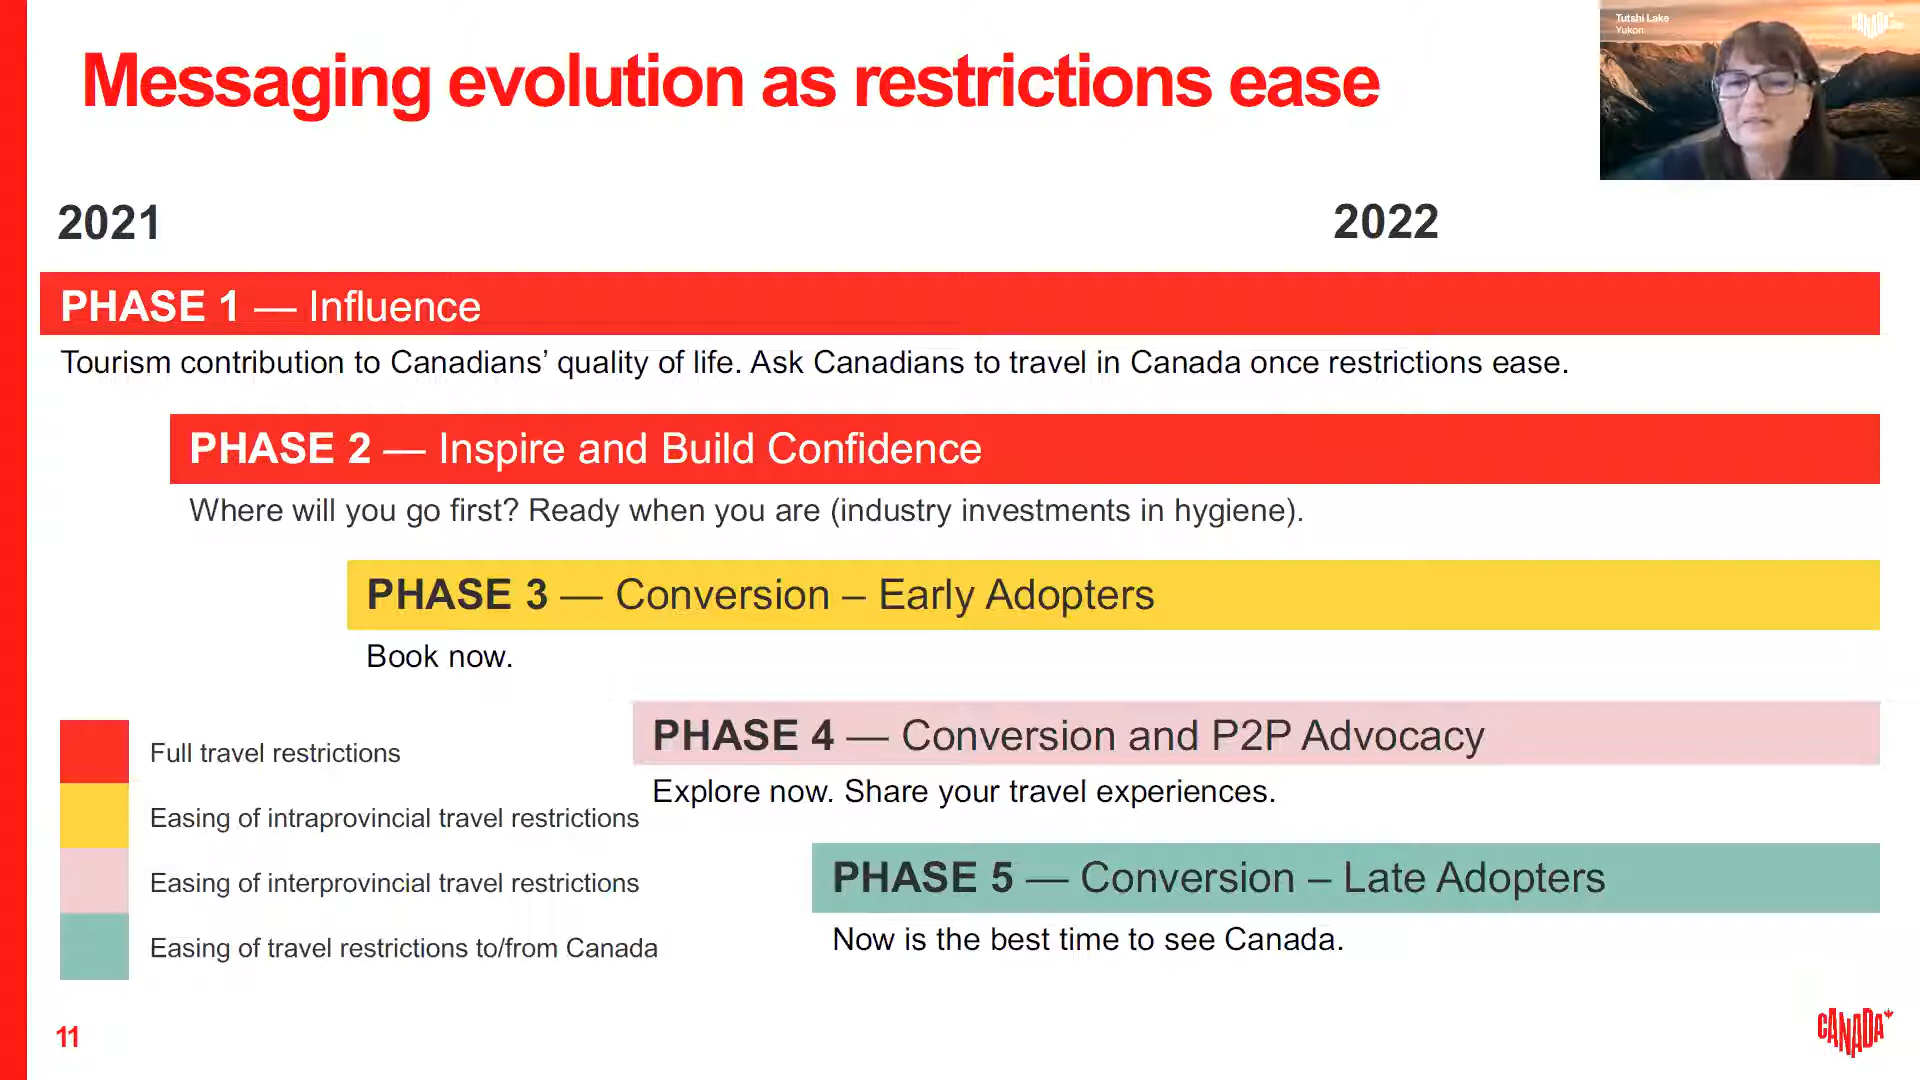 Messaging evolution as restrictions ease
Tutshi Lake
Yukon
CANADA
2021
2022
PHASE 1 — Influence
Tourism contribution to Canadians’ quality of life. Ask Canadians to travel in Canada once restrictions ease.
PHASE 2 — Inspire and Build Confidence
Where will you go first? Ready when you are (industry investments in hygiene).
PHASE 3 — Conversion – Early Adopters
Book now.
PHASE 4 — Conversion and P2P Advocacy
Explore now. Share your travel experiences.
PHASE 5 — Conversion – Late Adopters
Now is the best time to see Canada.
Full travel restrictions
Easing of intraprovincial travel restrictions
Easing of interprovincial travel restrictions
Easing of travel restrictions to/from Canada
11
CANADA